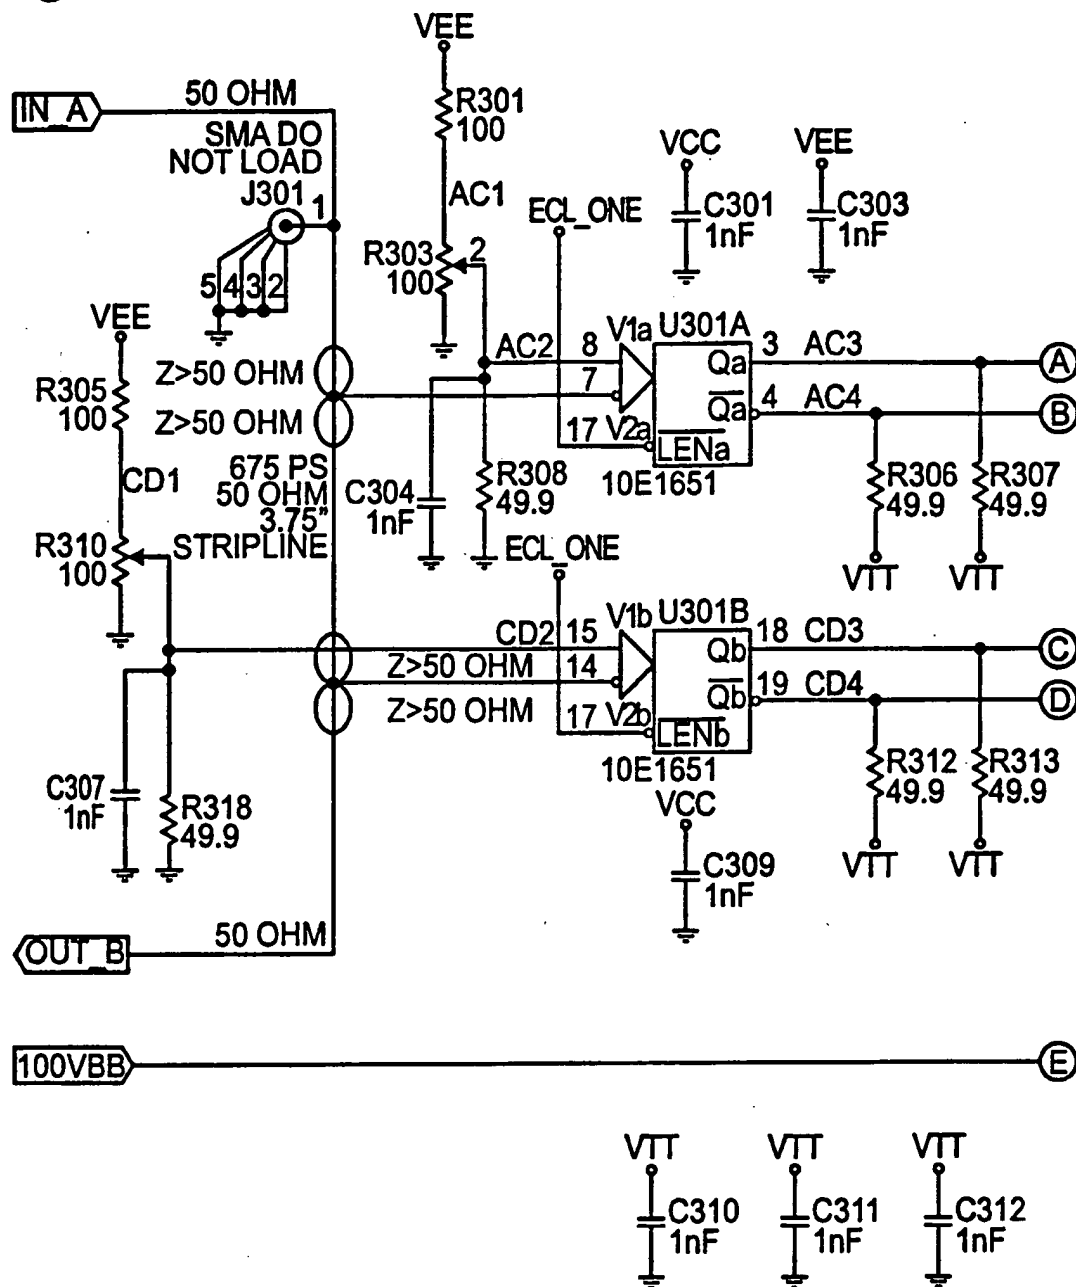 VEE
IN_A
50 OHM
R301
100
SMA DO
NOT LOAD
J301
1
AC1
VCC
VEE
ECL_ONE
C301
1nF
C303
1nF
R303
100
2
5
4
3
2
VEE
V1a
U301A
AC2
8
Qa
3
AC3
A
Z>50 OHM
7
R305
100
Qa
4
AC4
B
Z>50 OHM
17
V2a
LENa
10E1651
CD1
675 PS
50 OHM
3.75"
STRIPLINE
C304
1nF
R308
49.9
R306
49.9
R307
49.9
R310
100
ECL_ONE
VTT
VTT
V1b
U301B
CD2
15
Qb
18
CD3
C
Z>50 OHM
14
Qb
19
CD4
D
Z>50 OHM
17
V2b
LENb
10E1651
C307
1nF
R318
49.9
R312
49.9
R313
49.9
VCC
C309
1nF
VTT
VTT
OUT_B
50 OHM
100VBB
E
VTT
VTT
VTT
C310
1nF
C311
1nF
C312
1nF